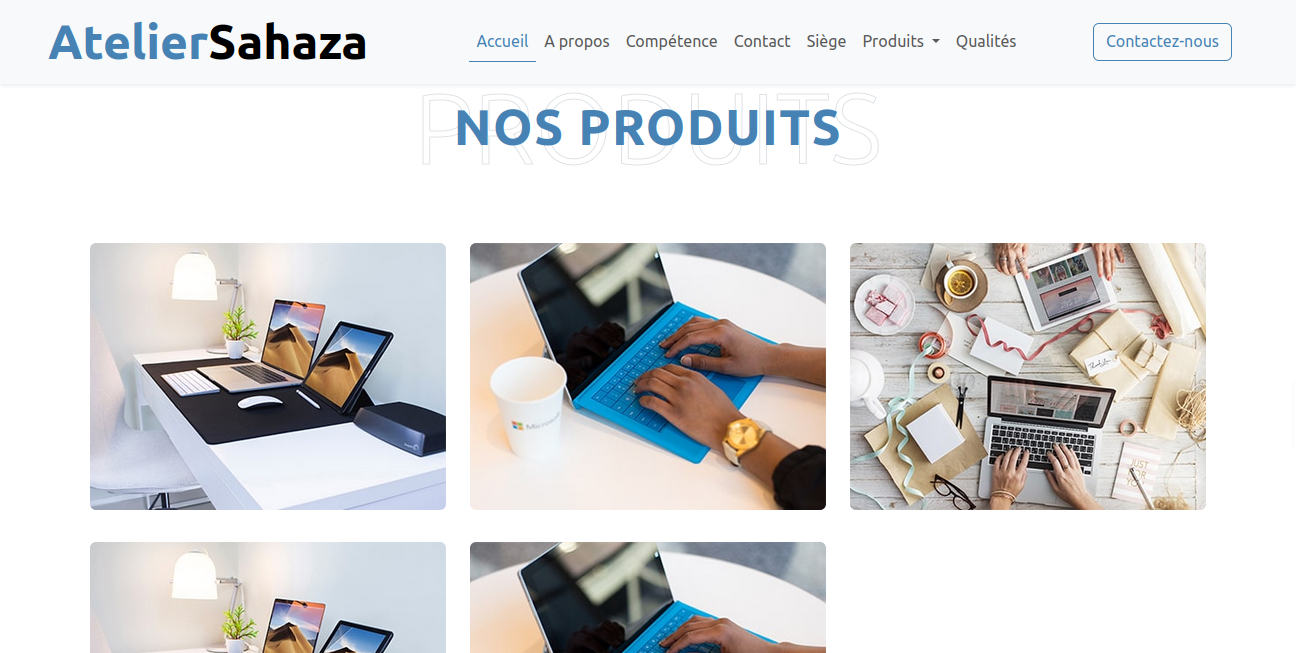 AtelierSahaza
Accueil A propos Compétence Contact Siège Produits Qualités
Contactez-nous
PRODUITS
NOS PRODUITS
Microsoft
JUST
FOR
YOU